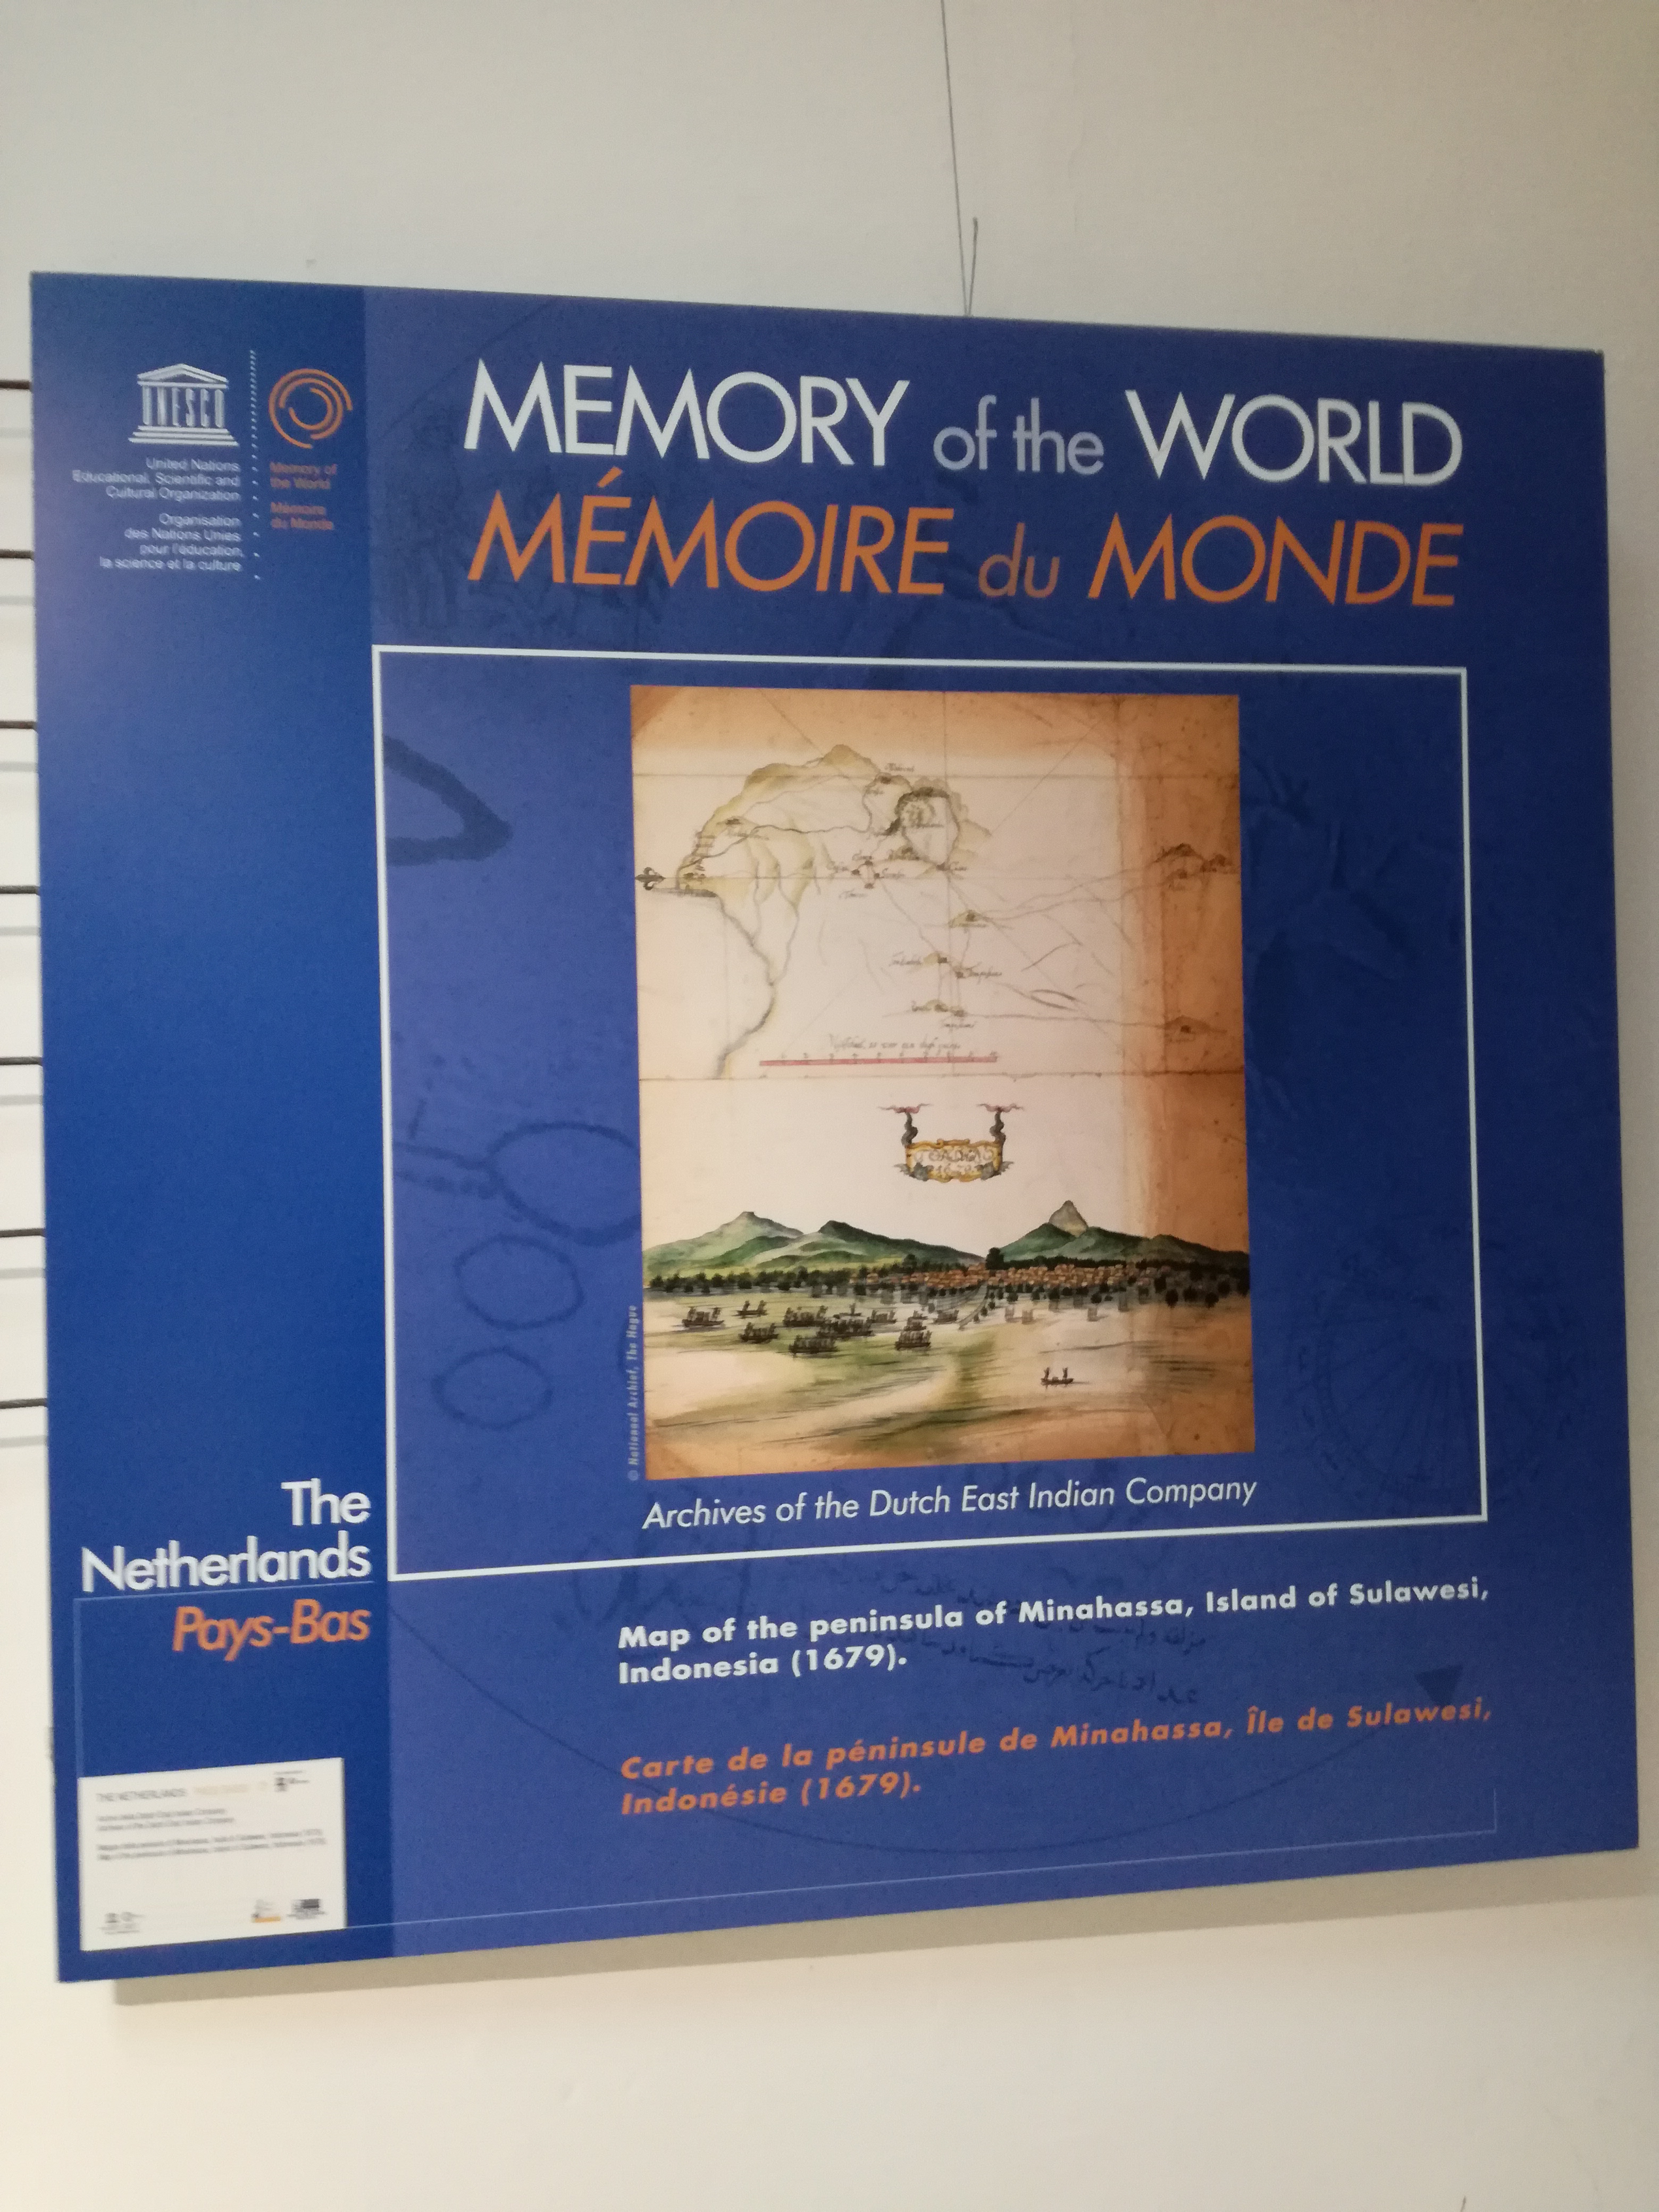 UNESCO
United Nations
Educational, Scientific and
Cultural Organization
Organisation
des Nations Unies
pour l'éducation,
la science et la culture
Memory of
the World
Mémoire
du Monde
MEMORY of the WORLD
MÉMOIRE du MONDE
© Nationaal Archief, The Hague
Archives of the Dutch East Indian Company
The
Netherlands
Pays-Bas
Map of the peninsula of Minahassa, Island of Sulawesi,
Indonesia (1679).
Carte de la péninsule de Minahassa, Île de Sulawesi,
Indonésie (1679).
THE NETHERLANDS